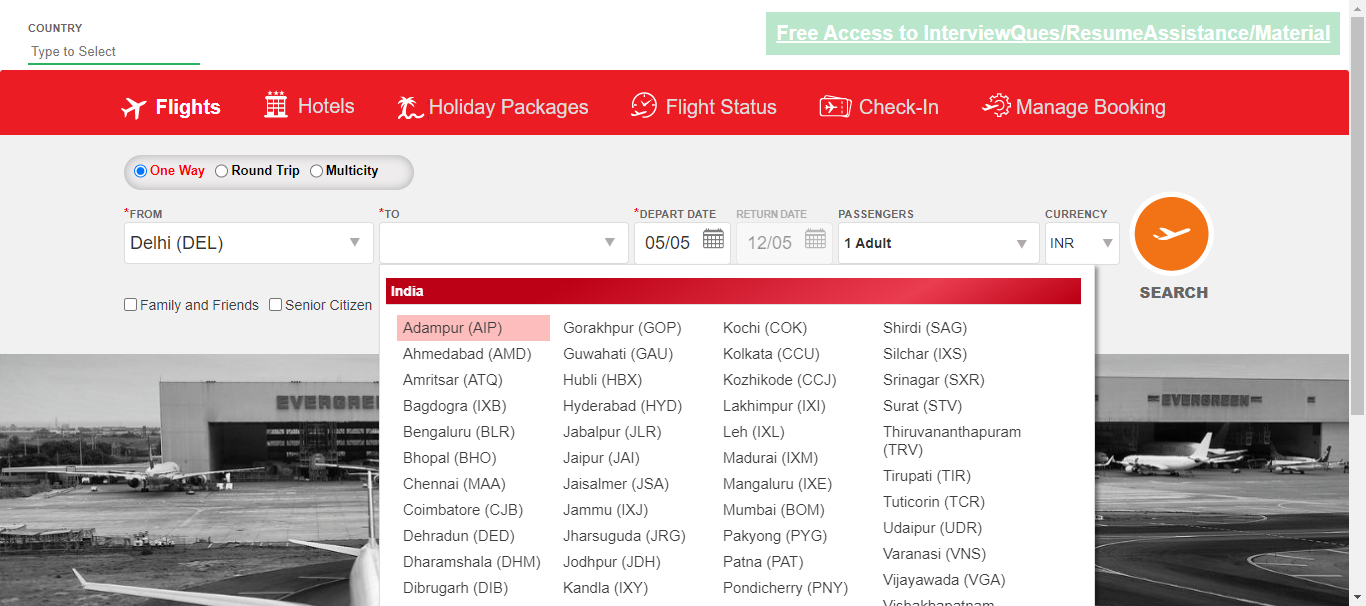 COUNTRY
Type to Select
Free Access to InterviewQues/ResumeAssistance/Material
Flights
Hotels
Holiday Packages
Flight Status
Check-In
Manage Booking
One Way
Round Trip
Multicity
*FROM
*TO
*DEPART DATE
RETURN DATE
PASSENGERS
CURRENCY
Delhi (DEL)
05/05
12/05
1 Adult
INR
SEARCH
Family and Friends
Senior Citizen
India
Adampur (AIP)
Ahmedabad (AMD)
Amritsar (ATQ)
Bagdogra (IXB)
Bengaluru (BLR)
Bhopal (BHO)
Chennai (MAA)
Coimbatore (CJB)
Dehradun (DED)
Dharamshala (DHM)
Dibrugarh (DIB)
Gorakhpur (GOP)
Guwahati (GAU)
Hubli (HBX)
Hyderabad (HYD)
Jabalpur (JLR)
Jaipur (JAI)
Jaisalmer (JSA)
Jammu (IXJ)
Jharsuguda (JRG)
Jodhpur (JDH)
Kandla (IXY)
Kochi (COK)
Kolkata (CCU)
Kozhikode (CCJ)
Lakhimpur (IXI)
Leh (IXL)
Madurai (IXM)
Mangaluru (IXE)
Mumbai (BOM)
Pakyong (PYG)
Patna (PAT)
Pondicherry (PNY)
Shirdi (SAG)
Silchar (IXS)
Srinagar (SXR)
Surat (STV)
Thiruvananthapuram
(TRV)
Tirupati (TIR)
Tuticorin (TCR)
Udaipur (UDR)
Varanasi (VNS)
Vijayawada (VGA)
Vishakhapatnam
EVERGREE
EVERGREEN